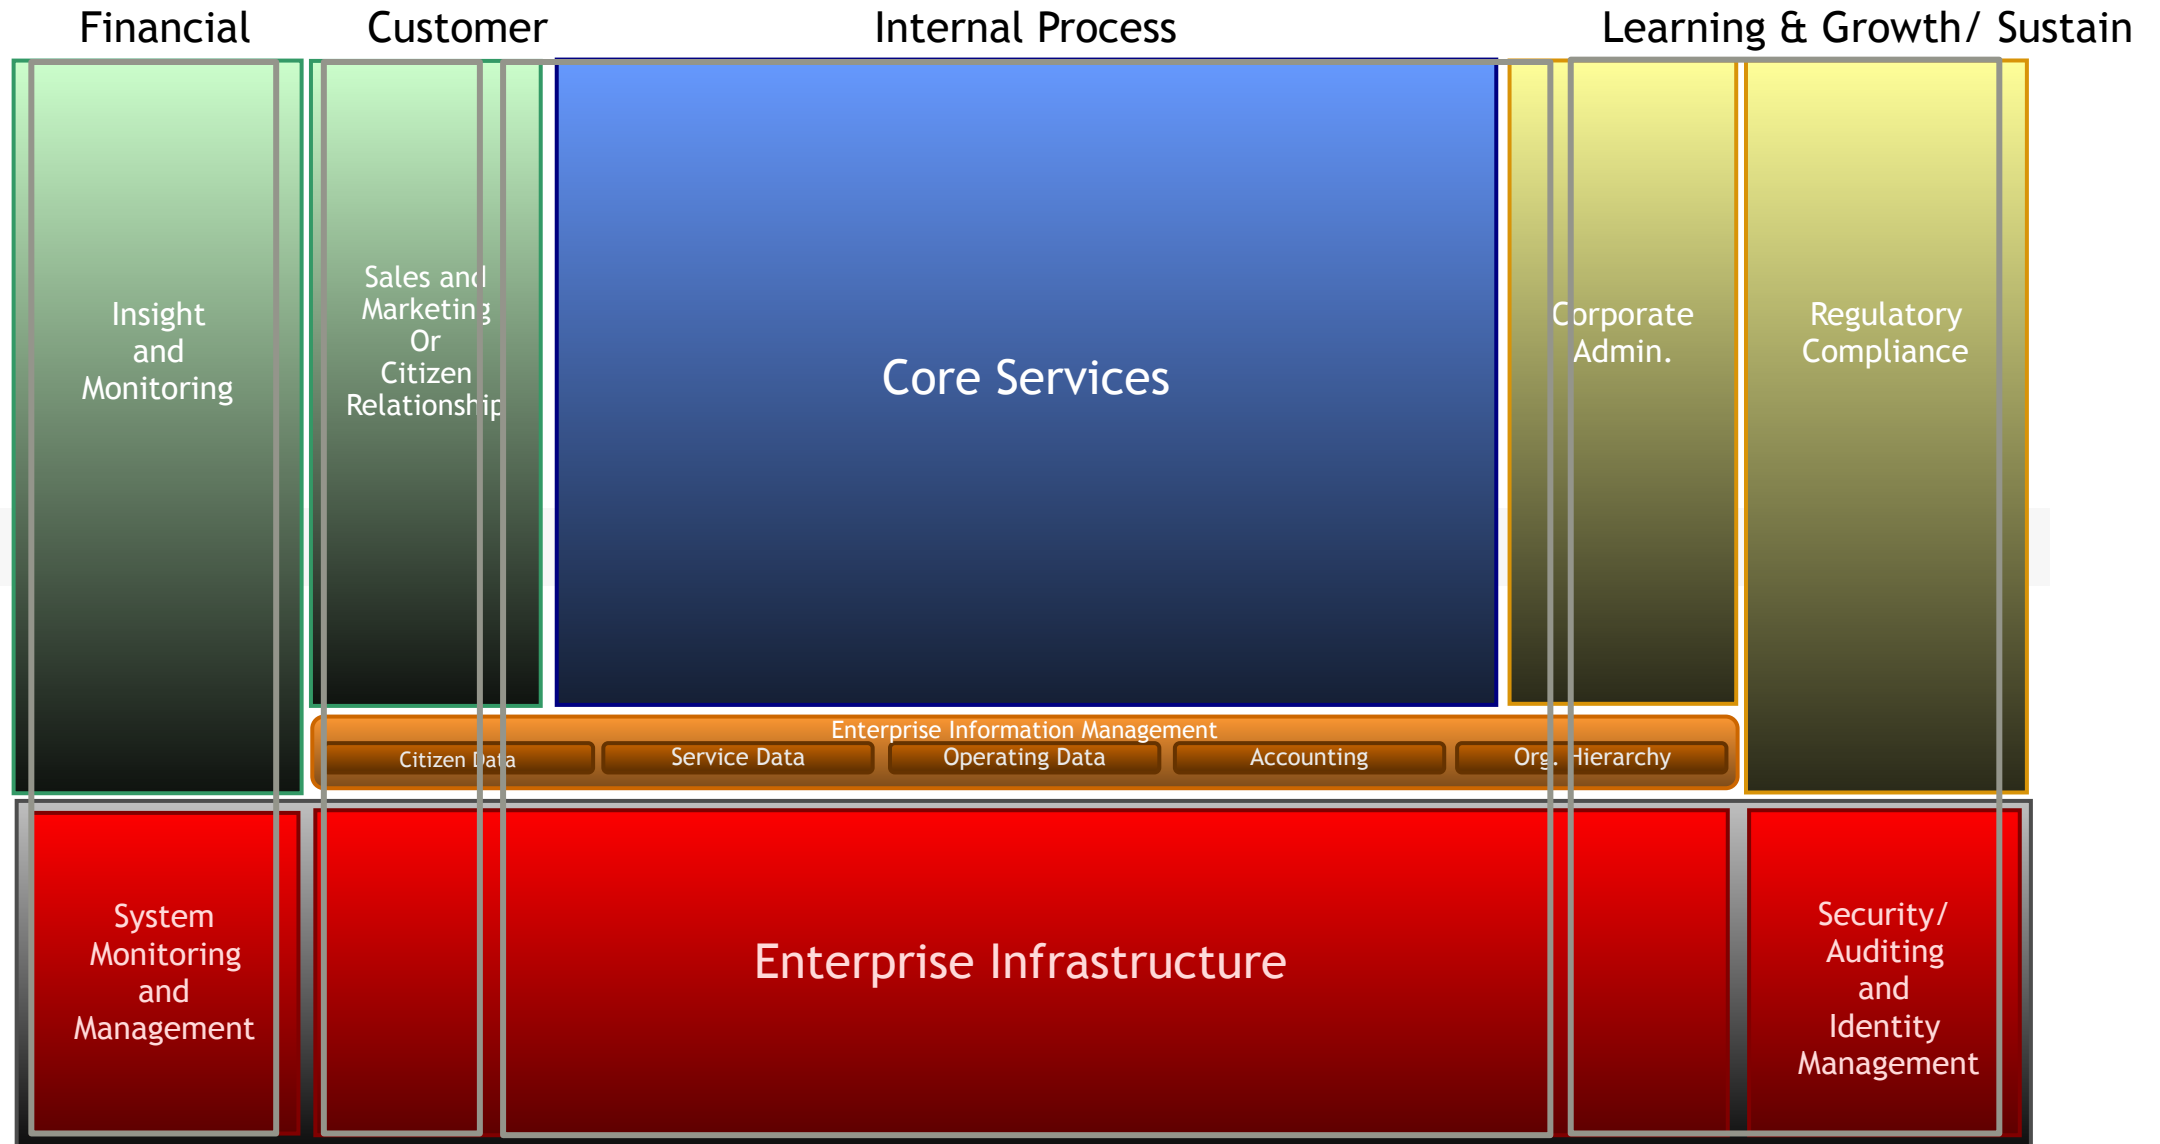 Financial
Customer
Internal Process
Learning & Growth/ Sustain
Insight
and
Monitoring
Sales and
Marketing
Or
Citizen
Relationship
Core Services
Corporate
Admin.
Regulatory
Compliance
Enterprise Information Management
Citizen Data
Service Data
Operating Data
Accounting
Org. Hierarchy
System
Monitoring
and
Management
Enterprise Infrastructure
Security/
Auditing
and
Identity
Management